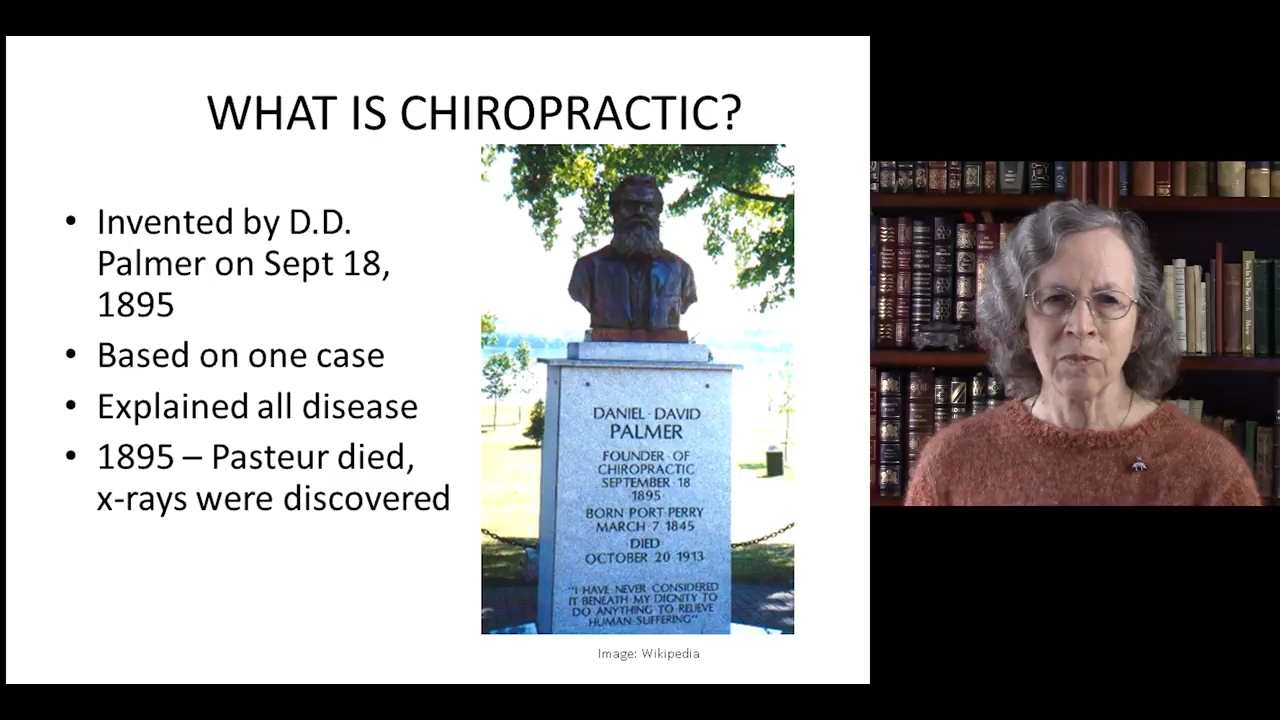 WHAT IS CHIROPRACTIC?
• Invented by D.D.
Palmer on Sept 18,
1895
• Based on one case
• Explained all disease
• 1895 – Pasteur died,
x-rays were discovered
DANIEL DAVID
PALMER
FOUNDER OF
CHIROPRACTIC
SEPTEMBER 18
1895
BORN PORT PERRY
MARCH 7 1845
DIED
OCTOBER 20 1913
"I HAVE NEVER CONSIDERED
IT BENEATH MY DIGNITY TO
DO ANYTHING TO RELIEVE
HUMAN SUFFERING"
Image: Wikipedia